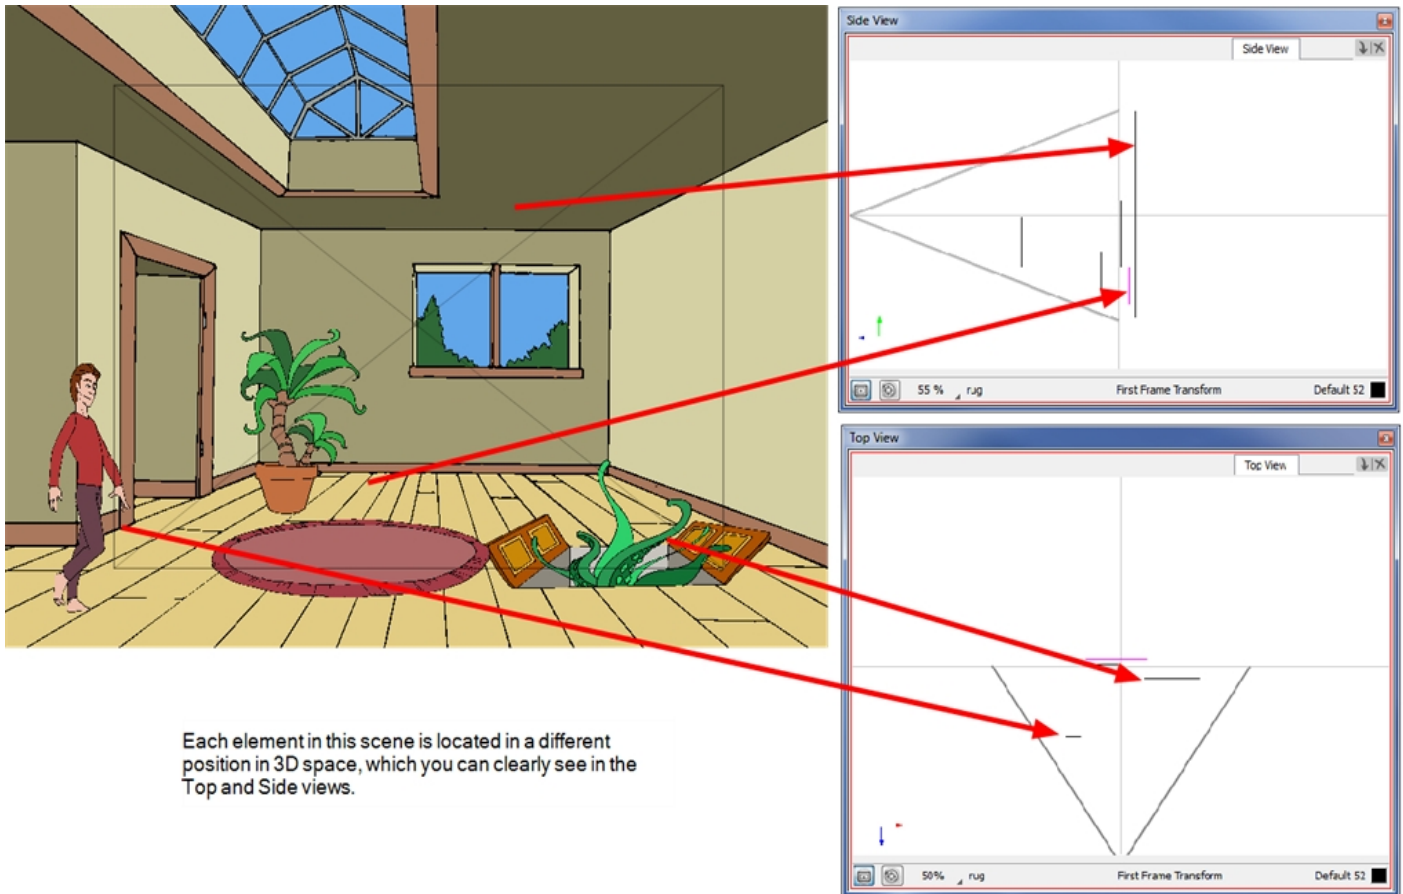 Side View
Side View
55 %
rug
First Frame Transform
Default 52
Top View
Top View
50%
rug
First Frame Transform
Default 52
Each element in this scene is located in a different
position in 3D space, which you can clearly see in the
Top and Side views.